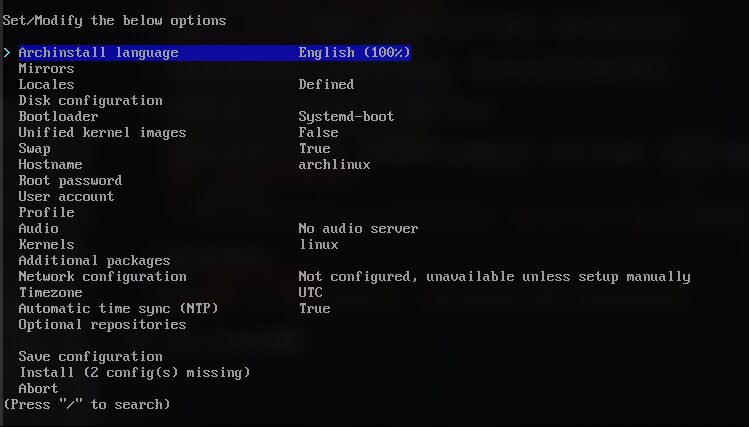 Set/Modify the below options
> Archinstall language English (100%)
Mirrors
Locales Defined
Disk configuration
Bootloader Systemd-boot
Unified kernel images False
Swap True
Hostname archlinux
Root password
User account
Profile
Audio No audio server
Kernels linux
Additional packages
Network configuration Not configured, unavailable unless setup manually
Timezone UTC
Automatic time sync (NTP) True
Optional repositories
Save configuration
Install (2 config(s) missing)
Abort
(Press "/" to search)